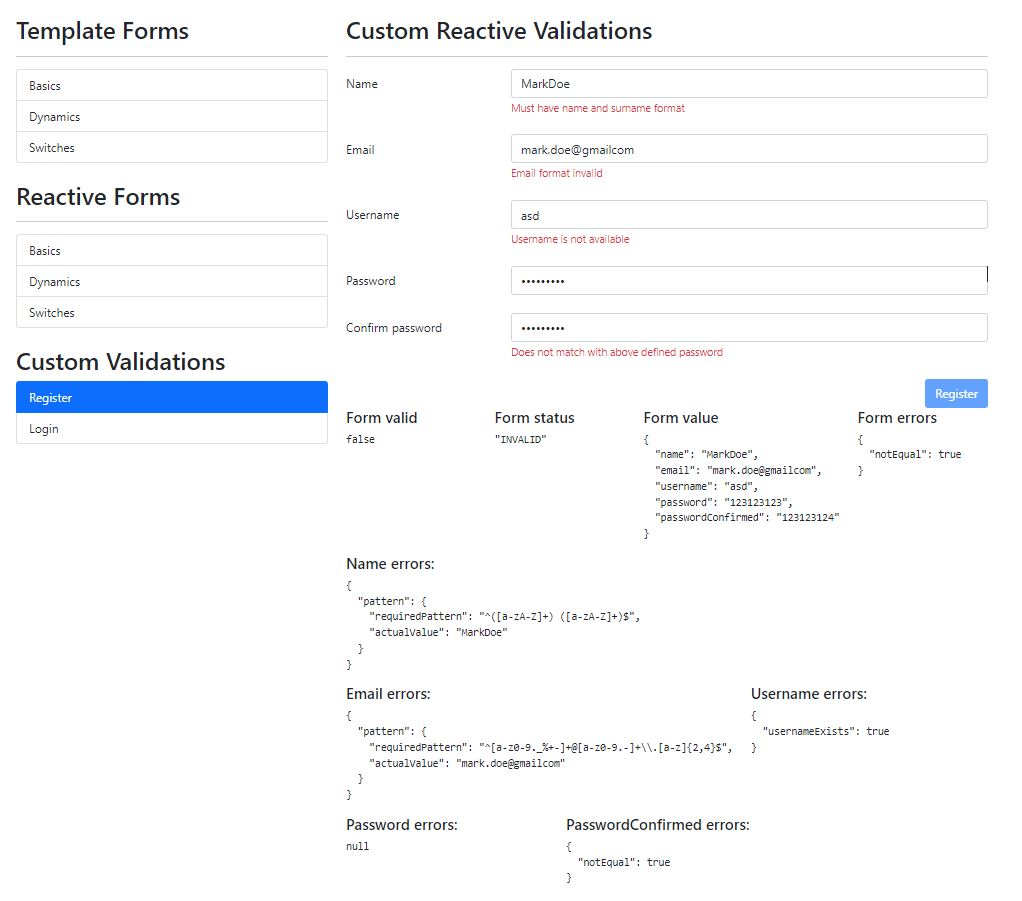 Template Forms
Basics
Dynamics
Switches
Reactive Forms
Basics
Dynamics
Switches
Custom Validations
Register
Login
Custom Reactive Validations
Name
MarkDoe
Must have name and surname format
Email
mark.doe@gmailcom
Email format invalid
Username
asd
Username is not available
Password
•••••••••
Confirm password
•••••••••
Does not match with above defined password
Register
Form valid
false
Form status
"INVALID"
Form value
{
  "name": "MarkDoe",
  "email": "mark.doe@gmailcom",
  "username": "asd",
  "password": "123123123",
  "passwordConfirmed": "123123124"
}
Form errors
{
  "notEqual": true
}
Name errors:
{
  "pattern": {
    "requiredPattern": "^([a-zA-Z]+) ([a-zA-Z]+)$",
    "actualValue": "MarkDoe"
  }
}
Email errors:
{
  "pattern": {
    "requiredPattern": "^[a-z0-9._%+-]+@[a-z0-9.-]+\\.[a-z]{2,4}$",
    "actualValue": "mark.doe@gmailcom"
  }
}
Username errors:
{
  "usernameExists": true
}
Password errors:
null
PasswordConfirmed errors:
{
  "notEqual": true
}